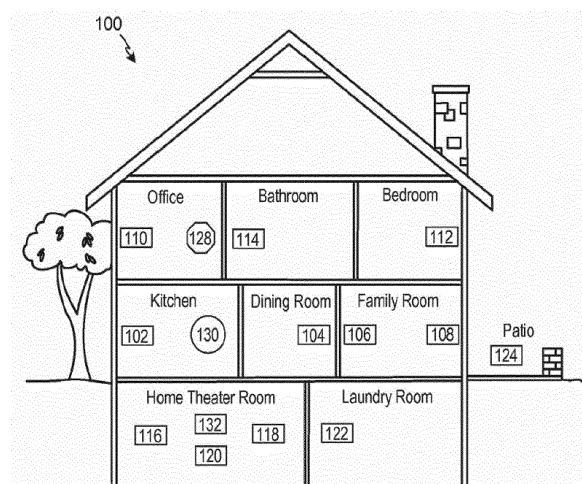 100
Office Bathroom Bedroom
110 128 114 112
Kitchen Dining Room Family Room
102 130 104 106 108
Patio
124
Home Theater Room Laundry Room
116 132 118 122
120